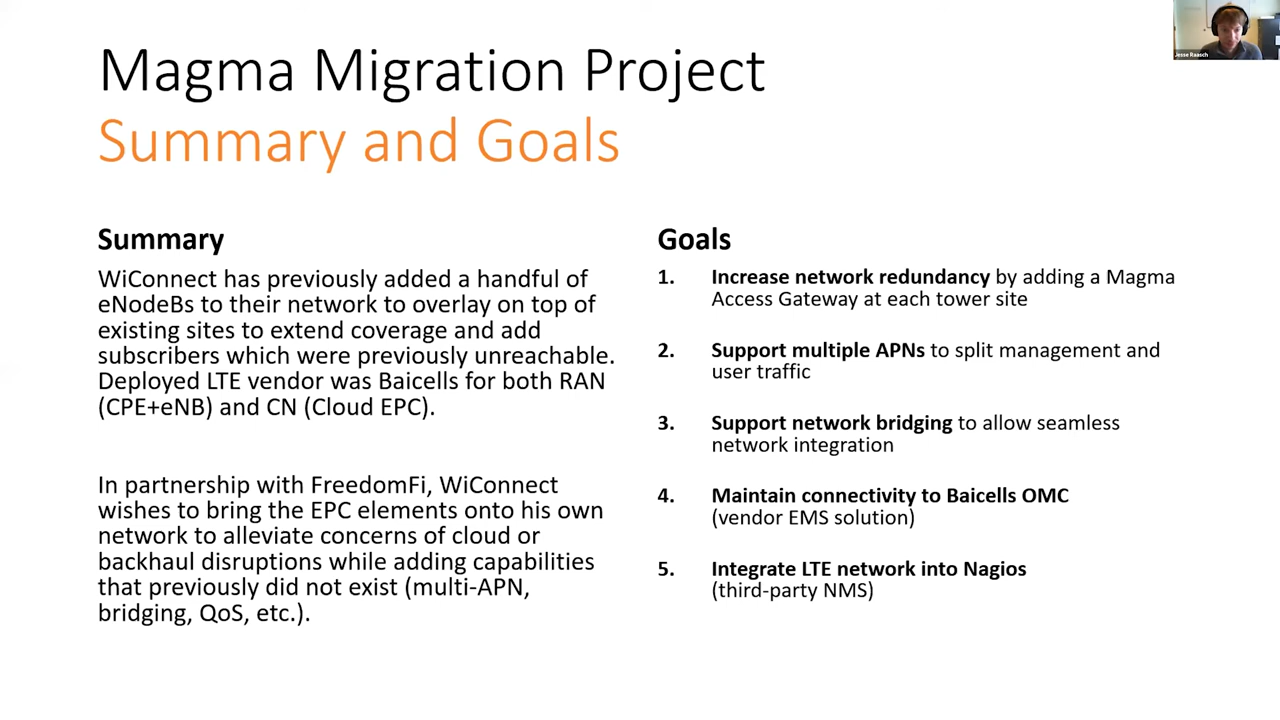 Magma Migration Project
Summary and Goals
Summary
WiConnect has previously added a handful of
eNodeBs to their network to overlay on top of
existing sites to extend coverage and add
subscribers which were previously unreachable.
Deployed LTE vendor was Baicells for both RAN
(CPE+eNB) and CN (Cloud EPC).
In partnership with FreedomFi, WiConnect
wishes to bring the EPC elements onto his own
network to alleviate concerns of cloud or
backhaul disruptions while adding capabilities
that previously did not exist (multi-APN,
bridging, QoS, etc.).
Goals
1. Increase network redundancy by adding a Magma
Access Gateway at each tower site
2. Support multiple APNs to split management and
user traffic
3. Support network bridging to allow seamless
network integration
4. Maintain connectivity to Baicells OMC
(vendor EMS solution)
5. Integrate LTE network into Nagios
(third-party NMS)
Jesse Raasch